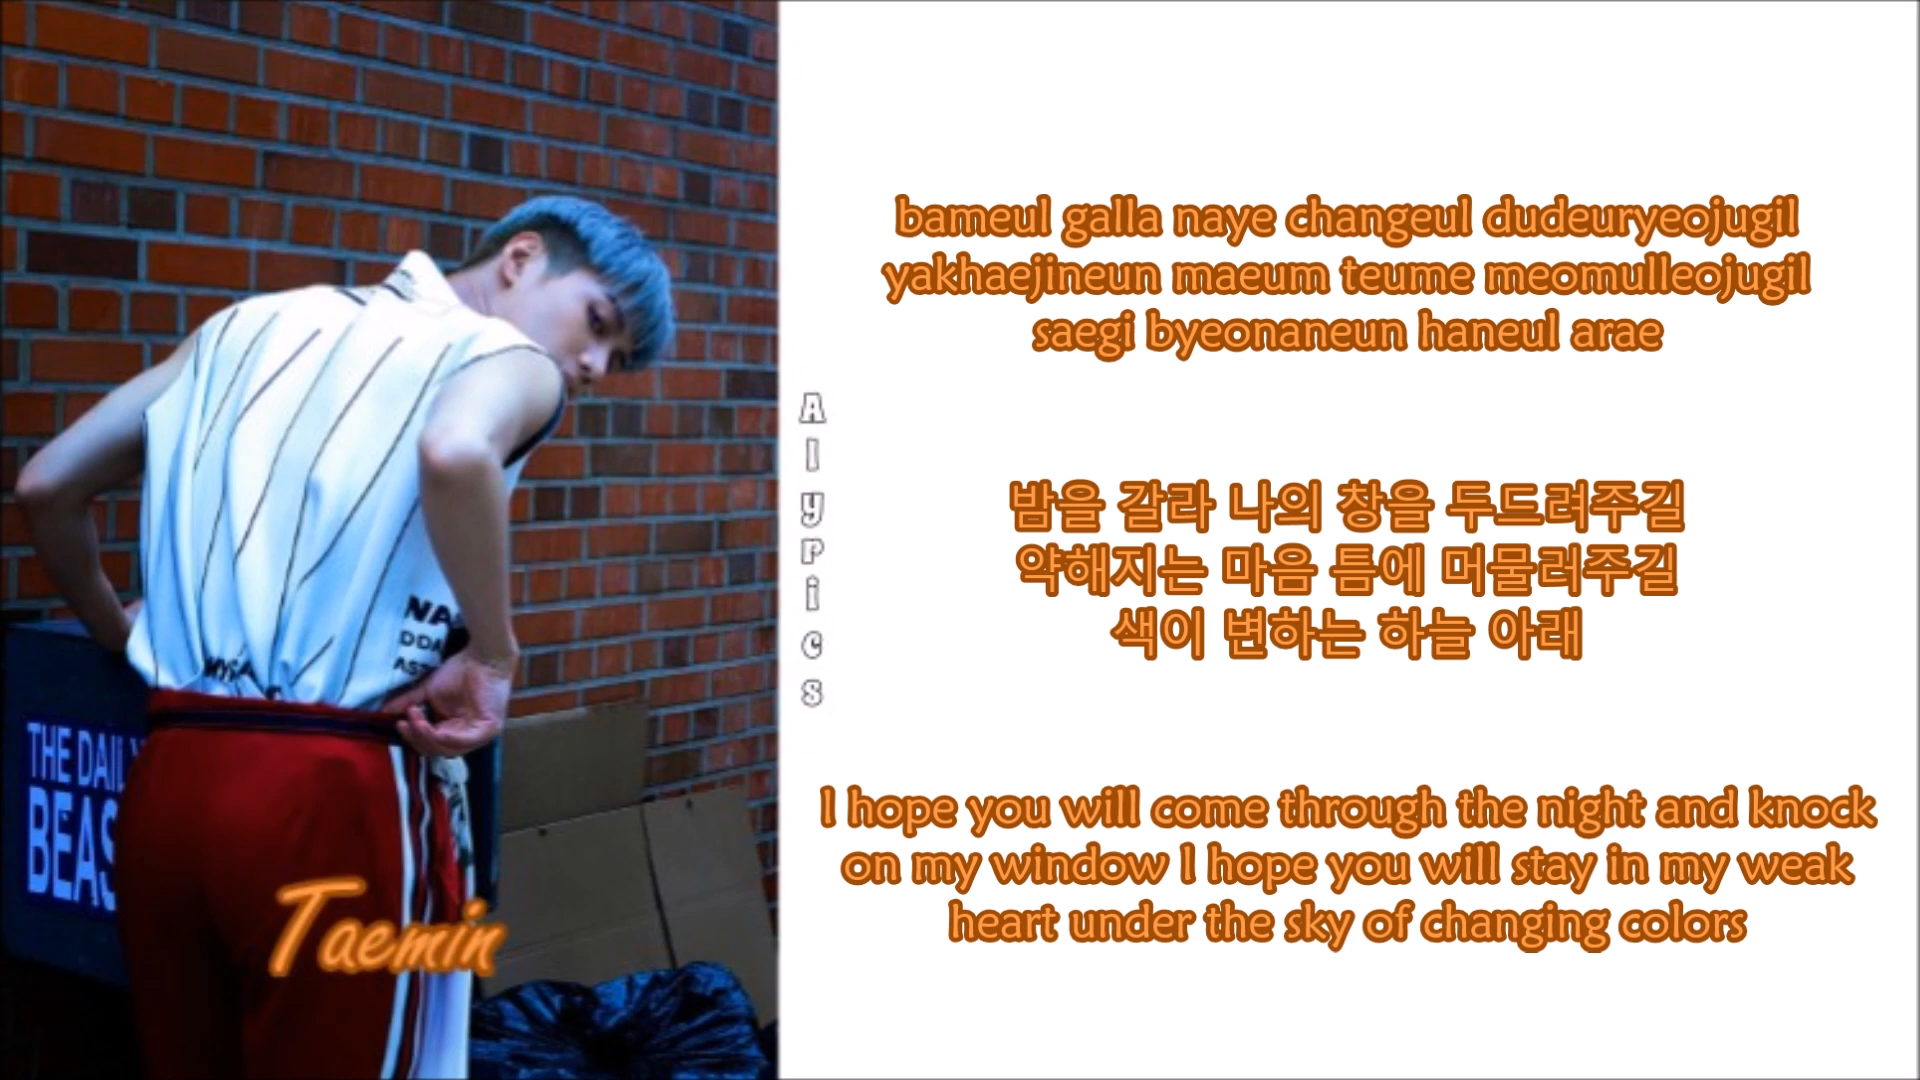 bameul galla naye changeul dudeuryeojugil
yakhaejineun maeum teume meomulleojugil
saegi byeonaneun haneul arae
밤을 갈라 나의 창을 두드려주길
약해지는 마음 틈에 머물러주길
색이 변하는 하늘 아래
I hope you will come through the night and knock
on my window I hope you will stay in my weak
heart under the sky of changing colors
AlyPics
Taemin
THE DAIL
BEAS
NA
DDA
AS